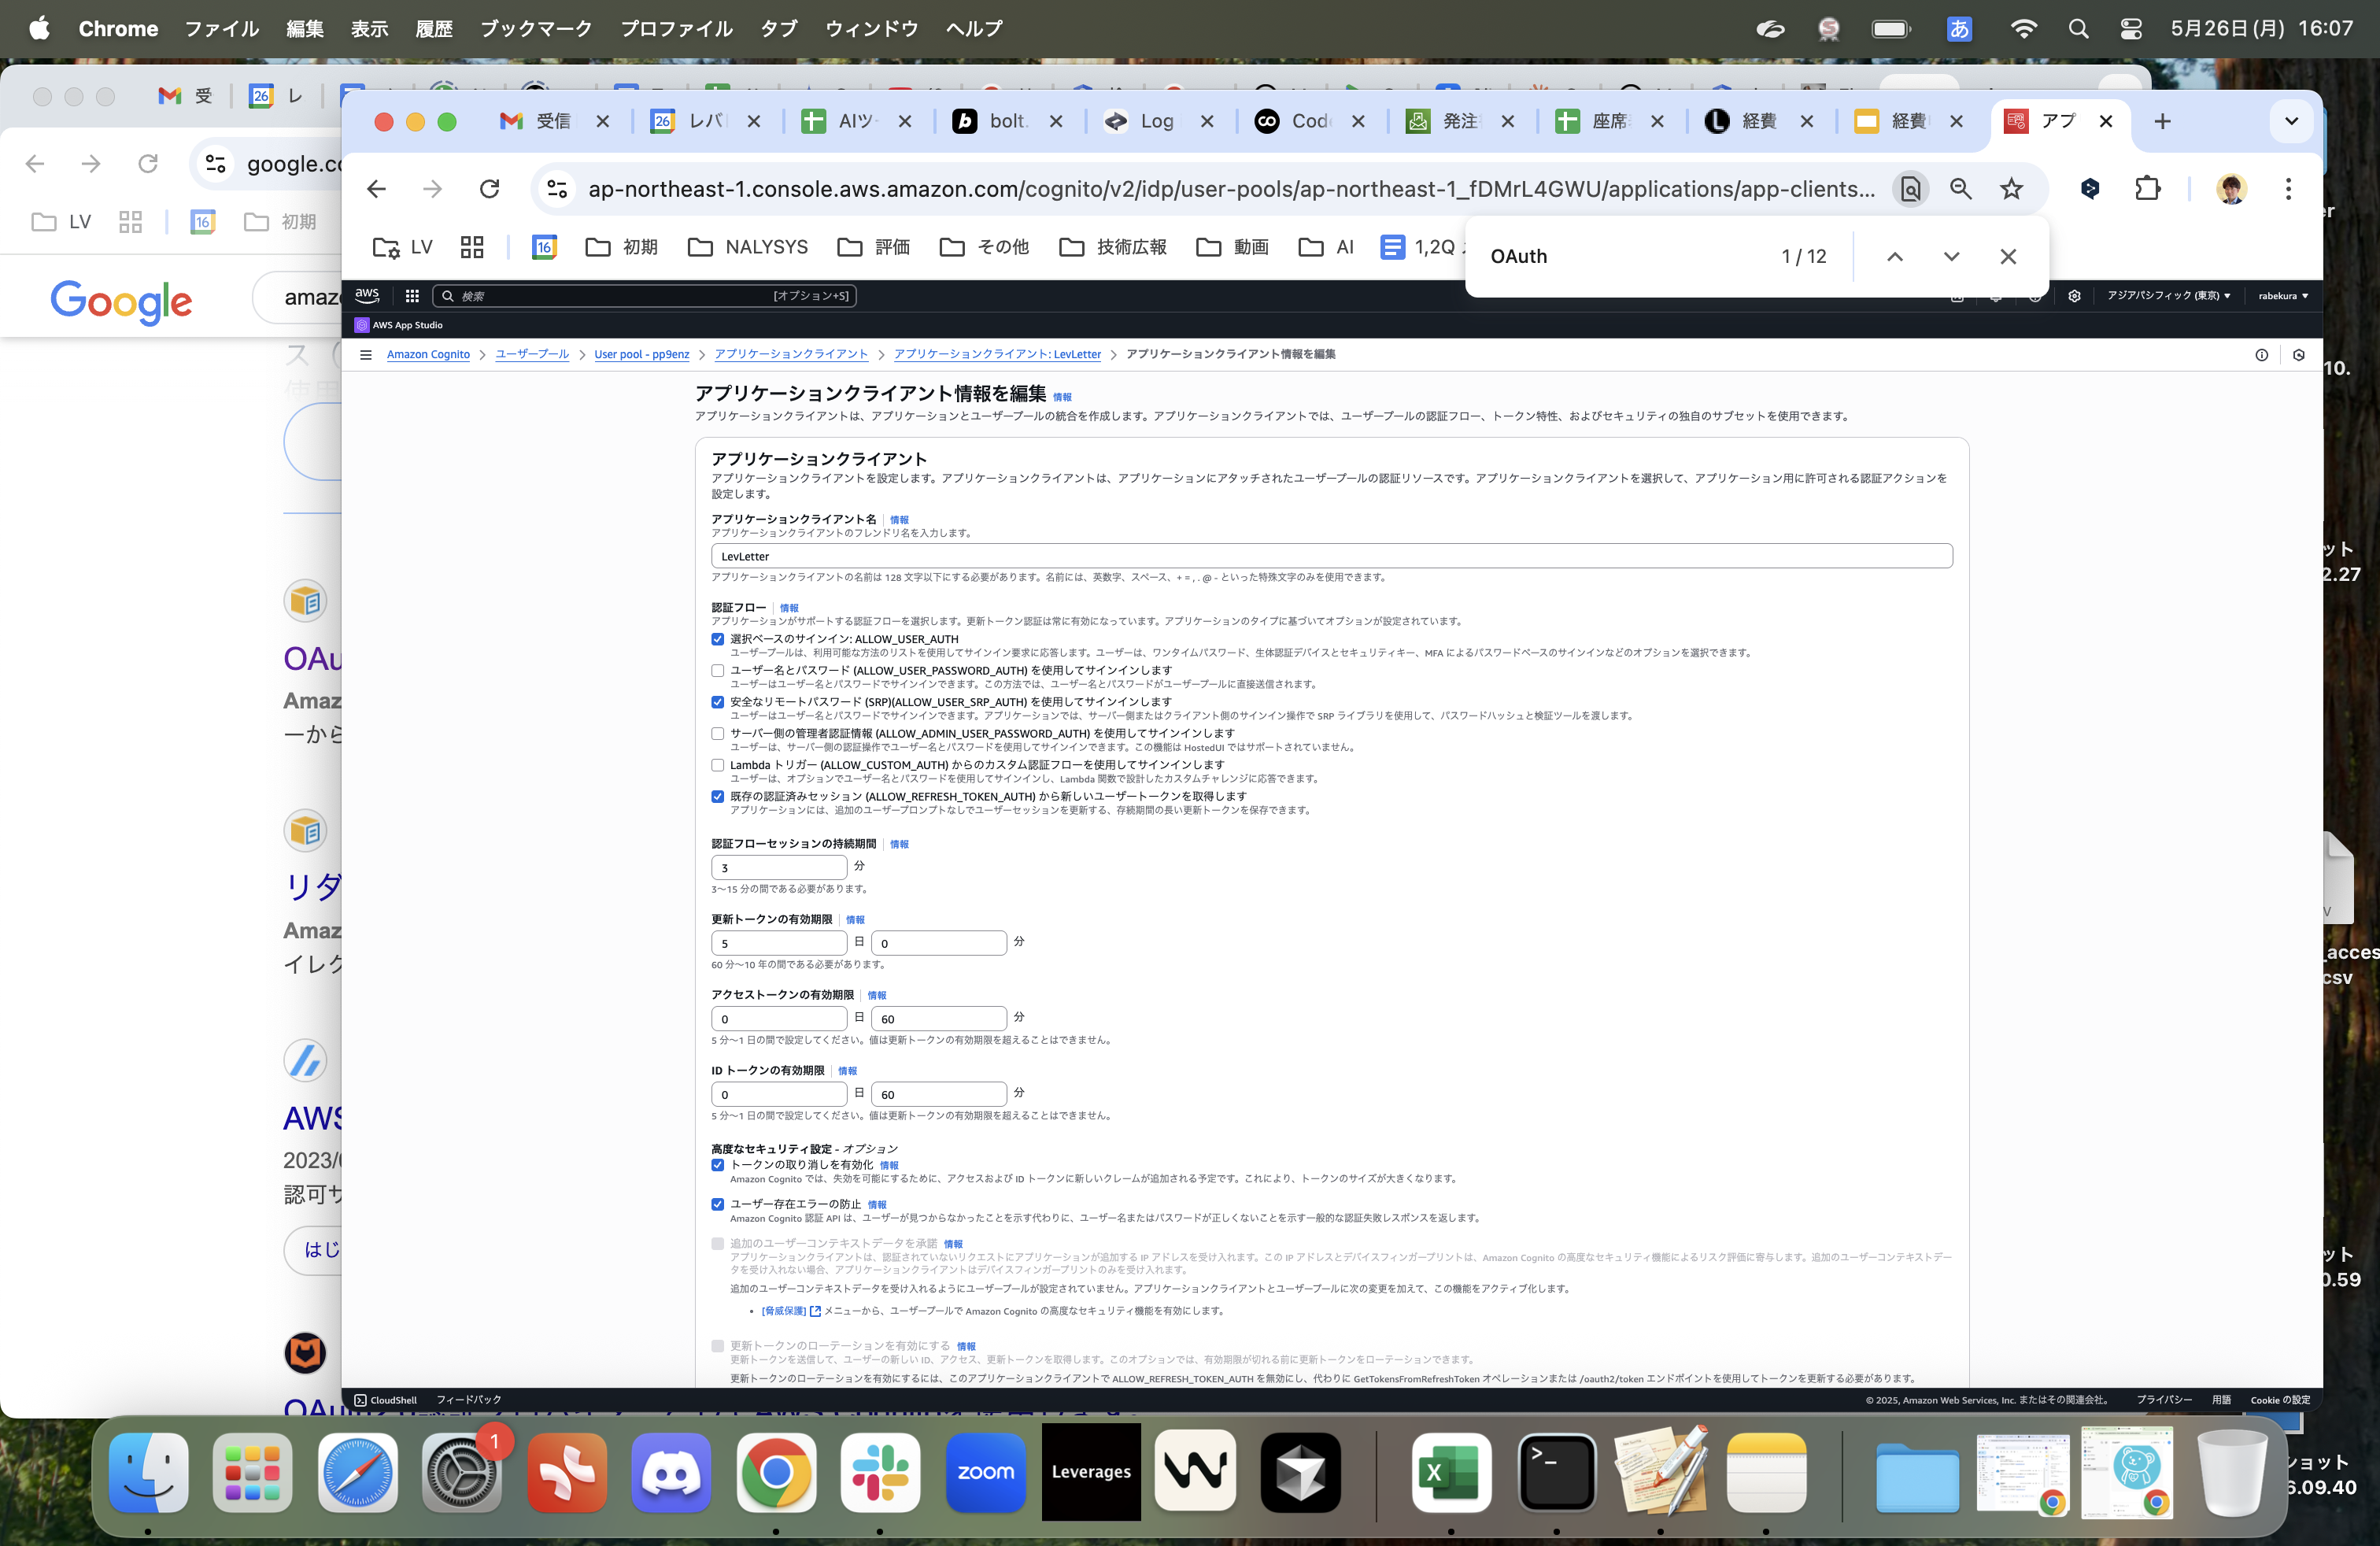 Chrome ファイル 編集 表示 履歴 ブックマーク プロファイル タブ ウィンドウ ヘルプ
あ 5月26日(月) 16:07
受 26 レ
受信 26 レバ AIツ bolt. Log Code 発注 座席 経費 経費 アプ
google.co
ap-northeast-1.console.aws.amazon.com/cognito/v2/idp/user-pools/ap-northeast-1_fDMrL4GWU/applications/app-clients...
LV 16 初期
LV 16 初期 NALYSYS 評価 その他 技術広報 動画 AI 1,2Q
OAuth 1/12
Google
amaz
aws 検索 [オプション+S] アジアパシフィック (東京) rabekura
AWS App Studio
Amazon Cognito ユーザープール User pool - pp9enz アプリケーションクライアント アプリケーションクライアント: LevLetter アプリケーションクライアント情報を編集
アプリケーションクライアント情報を編集 情報
アプリケーションクライアントは、アプリケーションとユーザープールの統合を作成します。アプリケーションクライアントでは、ユーザープールの認証フロー、トークン特性、およびセキュリティの独自のサブセットを使用できます。
アプリケーションクライアント
アプリケーションクライアントを設定します。アプリケーションクライアントは、アプリケーションにアタッチされたユーザープールの認証リソースです。アプリケーションクライアントを選択して、アプリケーション用に許可される認証アクションを
設定します。
アプリケーションクライアント名 情報
アプリケーションクライアントのフレンドリ名を入力します。
LevLetter
アプリケーションクライアントの名前は 128 文字以下にする必要があります。名前には、英数字、スペース、+ = , . @ - といった特殊文字のみを使用できます。
認証フロー 情報
アプリケーションがサポートする認証フローを選択します。更新トークン認証は常に有効になっています。アプリケーションのタイプに基づいてオプションが設定されています。
選択ベースのサインイン: ALLOW_USER_AUTH
ユーザープールは、利用可能な方法のリストを使用してサインイン要求に応答します。ユーザーは、ワンタイムパスワード、生体認証デバイスとセキュリティキー、MFA によるパスワードベースのサインインなどのオプションを選択できます。
ユーザー名とパスワード (ALLOW_USER_PASSWORD_AUTH) を使用してサインインします
ユーザーはユーザー名とパスワードでサインインできます。この方法では、ユーザー名とパスワードがユーザープールに直接送信されます。
安全なリモートパスワード (SRP)(ALLOW_USER_SRP_AUTH) を使用してサインインします
ユーザーはユーザー名とパスワードでサインインできます。アプリケーションでは、サーバー側またはクライアント側のサインイン操作で SRP ライブラリを使用して、パスワードハッシュと検証ツールを渡します。
サーバー側の管理者認証情報 (ALLOW_ADMIN_USER_PASSWORD_AUTH) を使用してサインインします
ユーザーは、サーバー側の認証操作でユーザー名とパスワードを使用してサインインできます。この機能は HostedUI ではサポートされていません。
Lambda トリガー (ALLOW_CUSTOM_AUTH) からのカスタム認証フローを使用してサインインします
ユーザーは、オプションでユーザー名とパスワードを使用してサインインし、Lambda 関数で設計したカスタムチャレンジに応答できます。
既存の認証済みセッション (ALLOW_REFRESH_TOKEN_AUTH) から新しいユーザートークンを取得します
アプリケーションには、追加のユーザープロンプトなしでユーザーセッションを更新する、存続期間の長い更新トークンを保存できます。
認証フローセッションの持続期間 情報
3 分
3～15 分の間である必要があります。
更新トークンの有効期限 情報
5 日 0 分
60 分～10 年の間である必要があります。
アクセストークンの有効期限 情報
0 日 60 分
5 分～1 日の間で設定してください。値は更新トークンの有効期限を超えることはできません。
ID トークンの有効期限 情報
0 日 60 分
5 分～1 日の間で設定してください。値は更新トークンの有効期限を超えることはできません。
高度なセキュリティ設定 - オプション
トークンの取り消しを有効化 情報
Amazon Cognito では、失効を可能にするために、アクセスおよび ID トークンに新しいクレームが追加される予定です。これにより、トークンのサイズが大きくなります。
ユーザー存在エラーの防止 情報
Amazon Cognito 認証 API は、ユーザーが見つからなかったことを示す代わりに、ユーザー名またはパスワードが正しくないことを示す一般的な認証失敗レスポンスを返します。
追加のユーザーコンテキストデータを承諾 情報
アプリケーションクライアントは、認証されていないリクエストにアプリケーションが追加する IP アドレスを受け入れます。この IP アドレスとデバイスフィンガープリントは、Amazon Cognito の高度なセキュリティ機能によるリスク評価に寄与します。追加のユーザーコンテキストデー
タを受け入れない場合、アプリケーションクライアントはデバイスフィンガープリントのみを受け入れます。
追加のユーザーコンテキストデータを受け入れるようにユーザープールが設定されていません。アプリケーションクライアントとユーザープールに次の変更を加えて、この機能をアクティブ化します。
• [脅威保護] メニューから、ユーザープールで Amazon Cognito の高度なセキュリティ機能を有効にします。
更新トークンのローテーションを有効にする 情報
更新トークンを送信して、ユーザーの新しい ID、アクセス、更新トークンを取得します。このオプションでは、有効期限が切れる前に更新トークンをローテーションできます。
更新トークンのローテーションを有効にするには、このアプリケーションクライアントで ALLOW_REFRESH_TOKEN_AUTH を無効にし、代わりに GetTokensFromRefreshToken オペレーションまたは /oauth2/token エンドポイントを使用してトークンを更新する必要があります。
CloudShell フィードバック © 2025, Amazon Web Services, Inc. またはその関連会社。 プライバシー 用語 Cookie の設定
ス
使用
OAu
Amaz
ーから
リダ
Amaz
イレク
AWS
2023/
認可サ
はじ
er
10.
ット
2.27
V
_acces
csv
ット
0.59
ショット
6.09.40
1
zoom
Leverages
W
X
>_